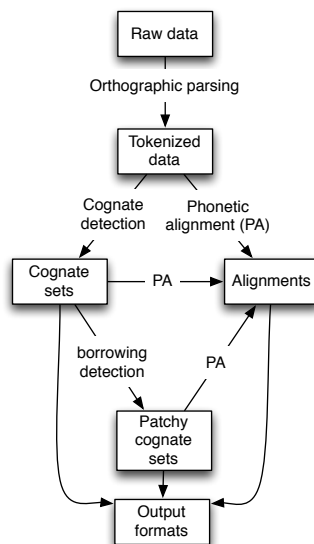 Raw data
Orthographic parsing
Tokenized
data
Cognate
detection
Phonetic
alignment (PA)
Cognate
sets
PA
Alignments
borrowing
detection
PA
Patchy
cognate
sets
Output
formats